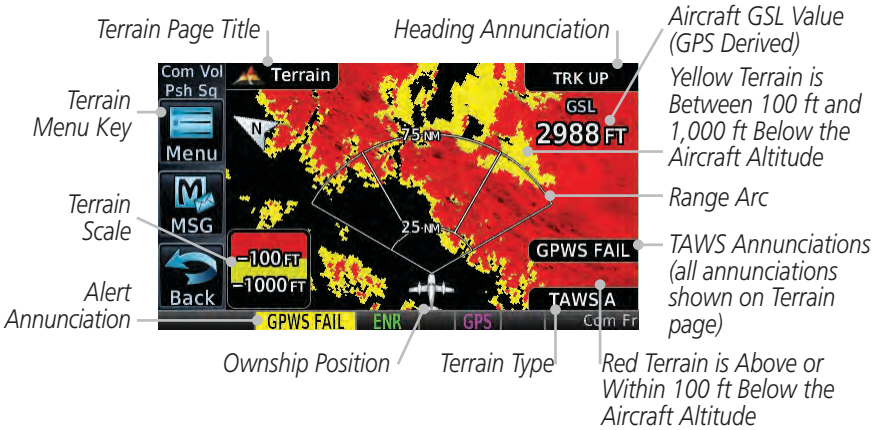 Terrain Page Title
Heading Annunciation
Aircraft GSL Value
(GPS Derived)
Yellow Terrain is
Between 100 ft and
1,000 ft Below the
Aircraft Altitude
Range Arc
TAWS Annunciations
(all annunciations
shown on Terrain
page)
Red Terrain is Above or
Within 100 ft Below the
Aircraft Altitude
Terrain Type
Ownship Position
Alert
Annunciation
Terrain
Scale
Terrain
Menu Key
Com Vol
Psh Sq
Menu
MSG
Back
Terrain
N
TRK UP
GSL
2988 FT
75 NM
25 NM
-100 FT
-1000 FT
GPWS FAIL
TAWS A
GPWS FAIL
ENR
GPS
Com Fr